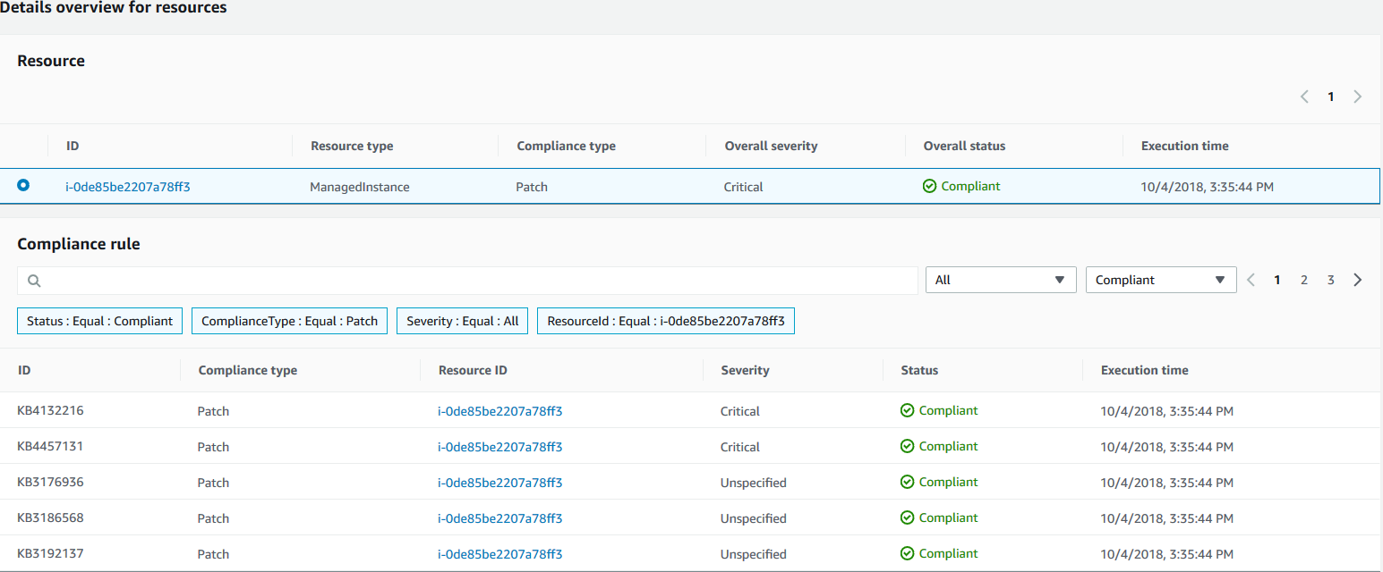 Details overview for resources
Resource
1
ID Resource type Compliance type Overall severity Overall status Execution time
i-0de85be2207a78ff3 ManagedInstance Patch Critical Compliant 10/4/2018, 3:35:44 PM
Compliance rule
All Compliant 1 2 3
Status : Equal : Compliant ComplianceType : Equal : Patch Severity : Equal : All ResourceId : Equal : i-0de85be2207a78ff3
ID Compliance type Resource ID Severity Status Execution time
KB4132216 Patch i-0de85be2207a78ff3 Critical Compliant 10/4/2018, 3:35:44 PM
KB4457131 Patch i-0de85be2207a78ff3 Critical Compliant 10/4/2018, 3:35:44 PM
KB3176936 Patch i-0de85be2207a78ff3 Unspecified Compliant 10/4/2018, 3:35:44 PM
KB3186568 Patch i-0de85be2207a78ff3 Unspecified Compliant 10/4/2018, 3:35:44 PM
KB3192137 Patch i-0de85be2207a78ff3 Unspecified Compliant 10/4/2018, 3:35:44 PM